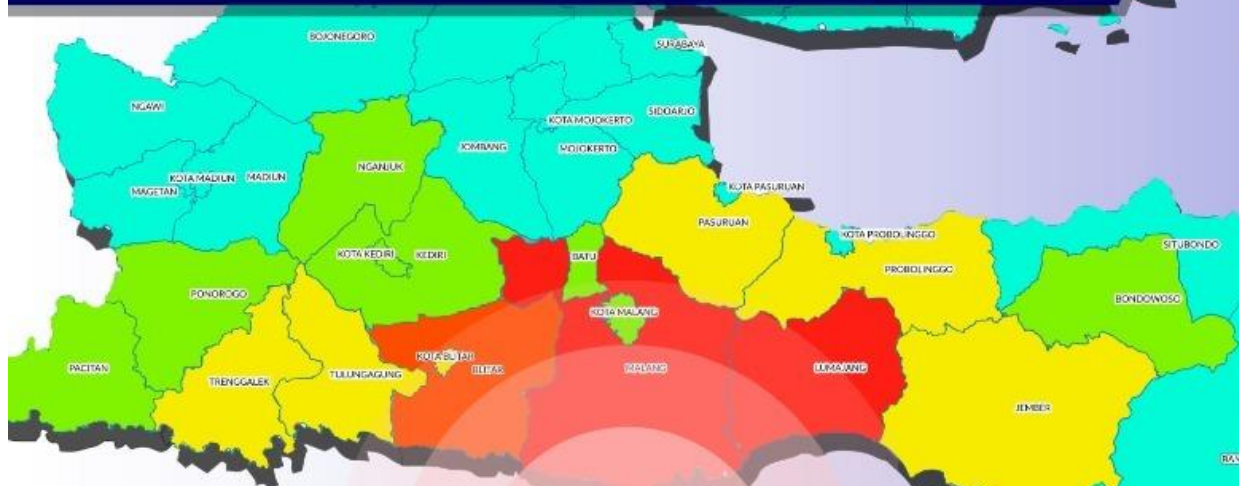 BOJONEGORO
SURABAYA
NGAWI
SIDOARJO
KOTA MOJOKERTO
JOMBANG
MOJOKERTO
NGANJUK
KOTA MADIUN
MADIUN
MAGETAN
KOTA PASURUAN
PASURUAN
KOTA PROBOLINGGO
SITUBONDO
KOTA KEDIRI
KEDIRI
BATU
PROBOLINGGO
PONOROGO
BONDOWOSO
KOTA MALANG
KOTA BLITAR
PACITAN
TRENGGALEK
TULUNGAGUNG
BLITAR
MALANG
LUMAJANG
JEMBER